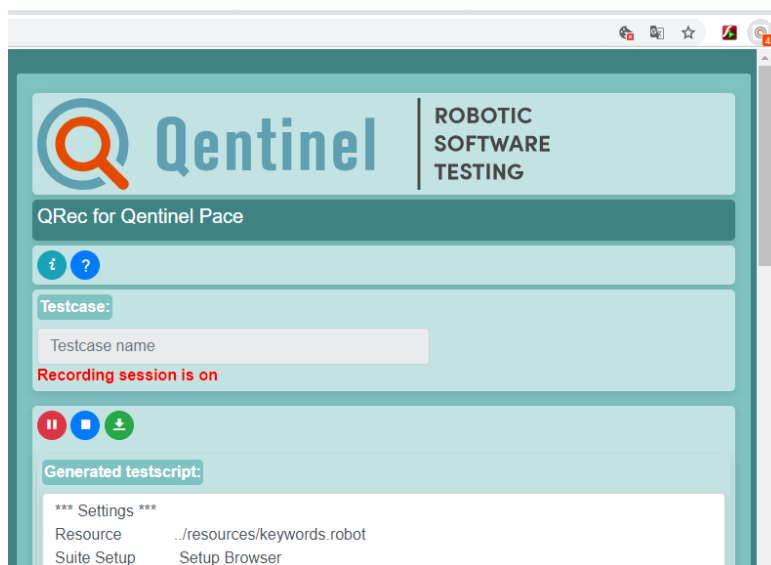 4
Qentinel
ROBOTIC
SOFTWARE
TESTING
QRec for Qentinel Pace
i ?
Testcase:
Testcase name
Recording session is on
Generated testscript:
*** Settings ***
Resource ../resources/keywords.robot
Suite Setup Setup Browser